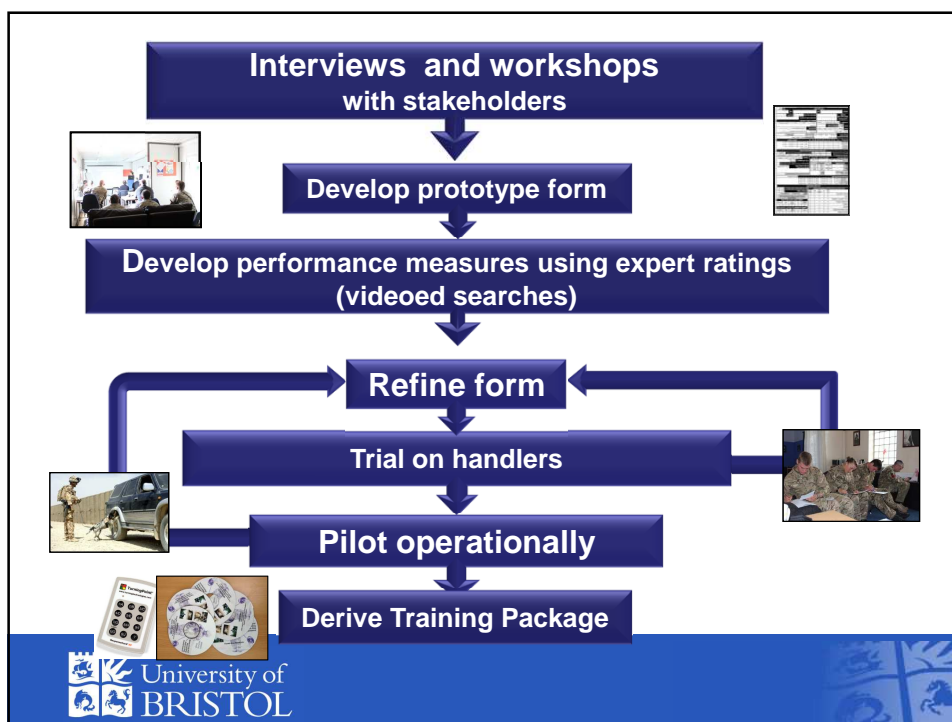 Interviews and workshops
with stakeholders
Develop prototype form
Develop performance measures using expert ratings
(videoed searches)
Refine form
Trial on handlers
Pilot operationally
Derive Training Package
TurningPoint
University of
BRISTOL